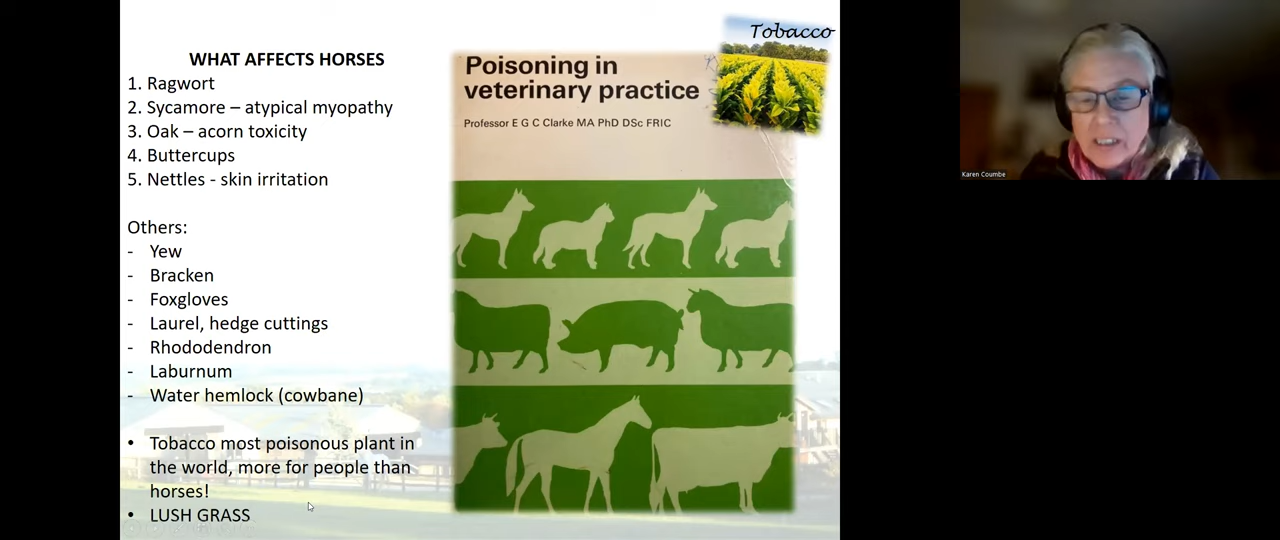 WHAT AFFECTS HORSES
1. Ragwort
2. Sycamore – atypical myopathy
3. Oak – acorn toxicity
4. Buttercups
5. Nettles - skin irritation
Others:
- Yew
- Bracken
- Foxgloves
- Laurel, hedge cuttings
- Rhododendron
- Laburnum
- Water hemlock (cowbane)
• Tobacco most poisonous plant in
the world, more for people than
horses!
• LUSH GRASS
Poisoning in
veterinary practice
Professor E G C Clarke MA PhD DSc FRIC
Tobacco
Karen Coumbe